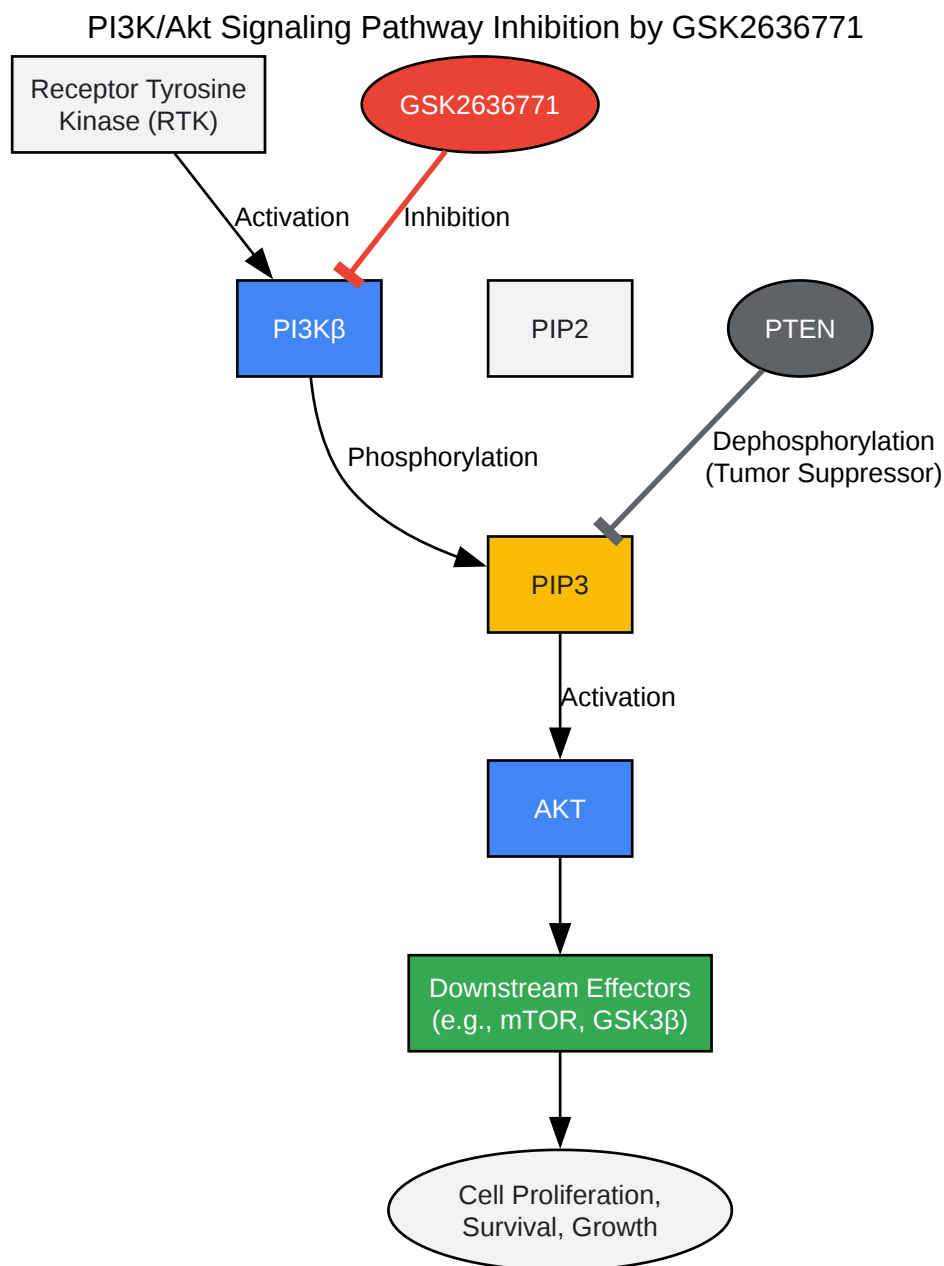 PI3K/Akt Signaling Pathway Inhibition by GSK2636771
Receptor Tyrosine
Kinase (RTK)
GSK2636771
Activation
Inhibition
PI3Kβ
PIP2
PTEN
Phosphorylation
Dephosphorylation
(Tumor Suppressor)
PIP3
Activation
AKT
Downstream Effectors
(e.g., mTOR, GSK3β)
Cell Proliferation,
Survival, Growth